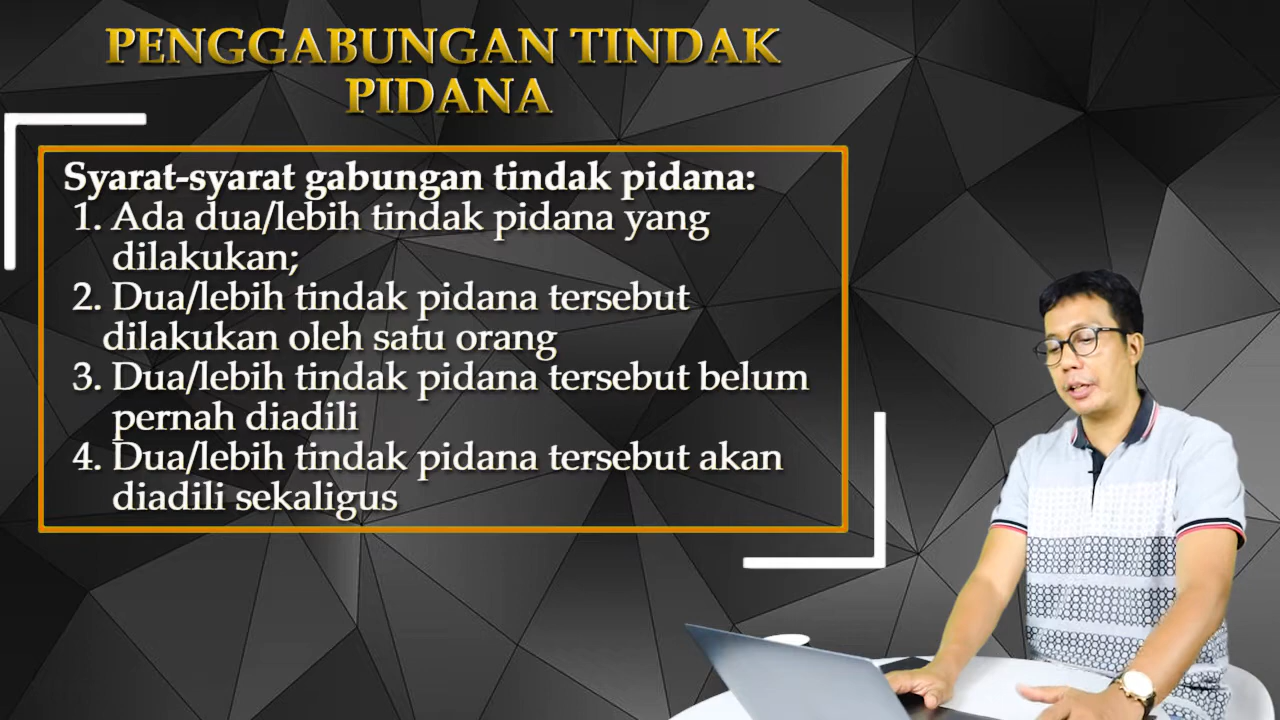 PENGGABUNGAN TINDAK
PIDANA
Syarat-syarat gabungan tindak pidana:
1. Ada dua/lebih tindak pidana yang
dilakukan;
2. Dua/lebih tindak pidana tersebut
dilakukan oleh satu orang
3. Dua/lebih tindak pidana tersebut belum
pernah diadili
4. Dua/lebih tindak pidana tersebut akan
diadili sekaligus